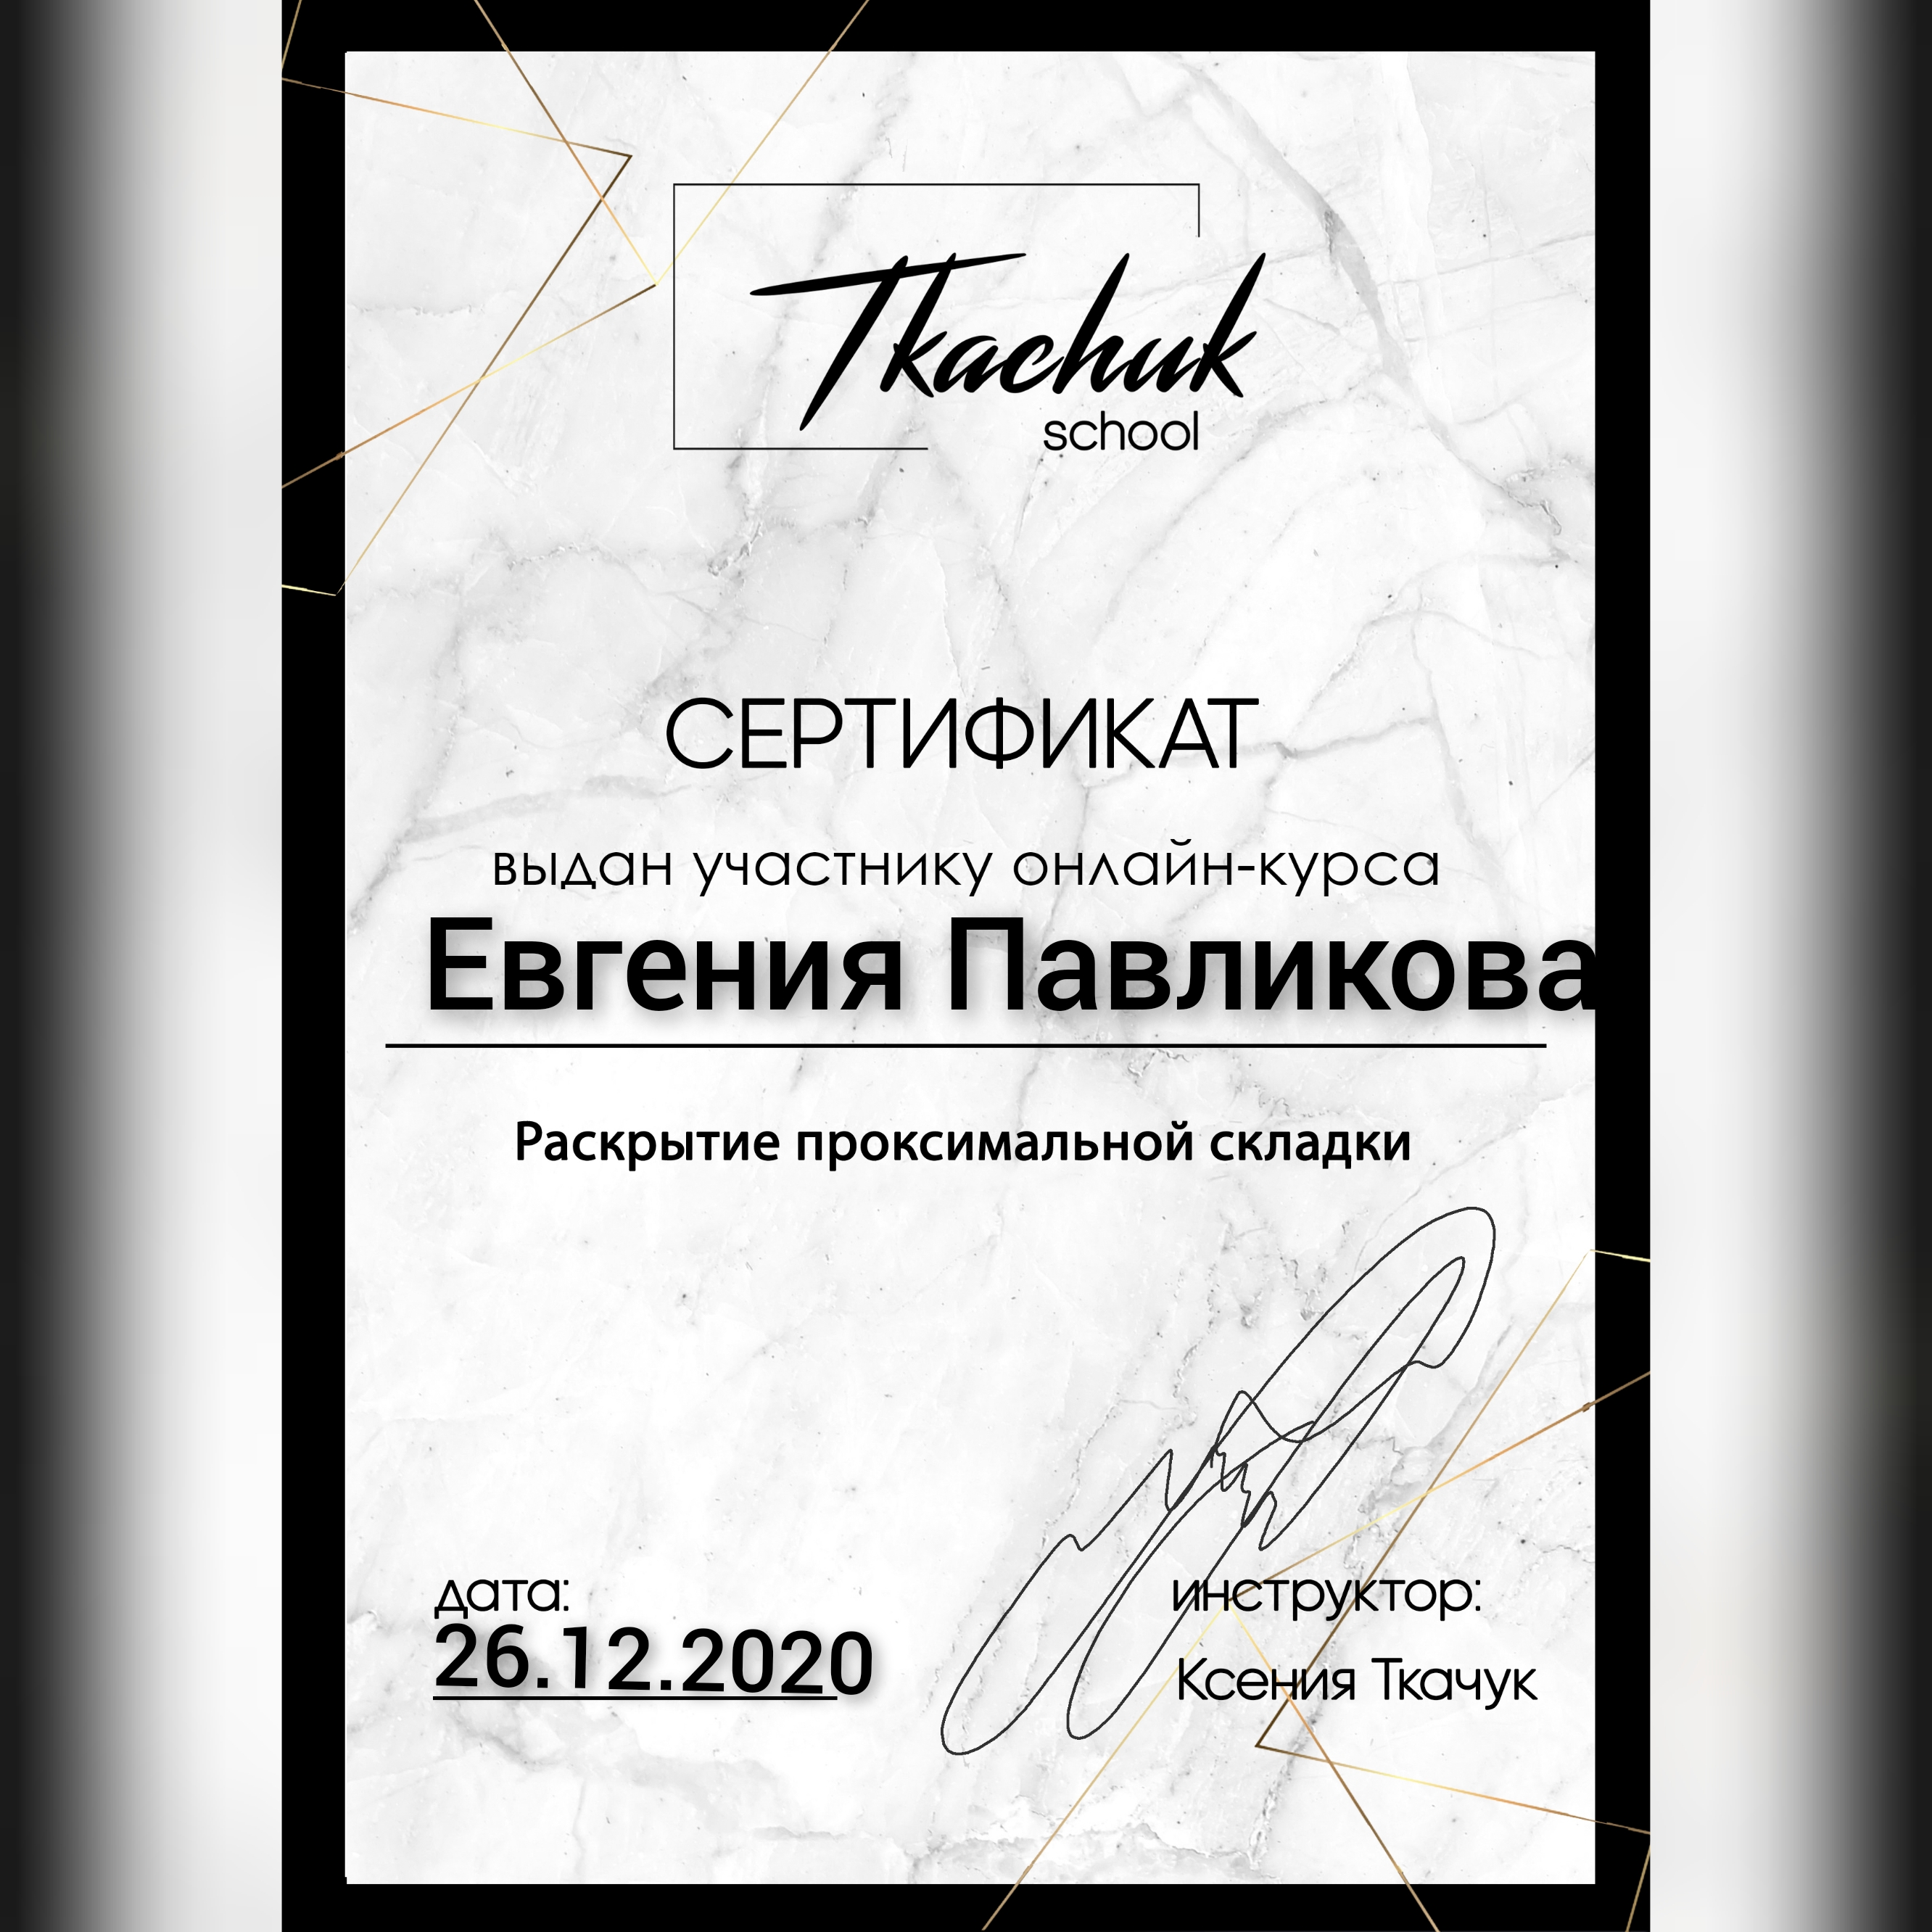 Tkachuk
school
СЕРТИФИКАТ
выдан участнику онлайн-курса
Евгения Павликова
Раскрытие проксимальной складки
дата:
26.12.2020
инструктор:
Ксения Ткачук